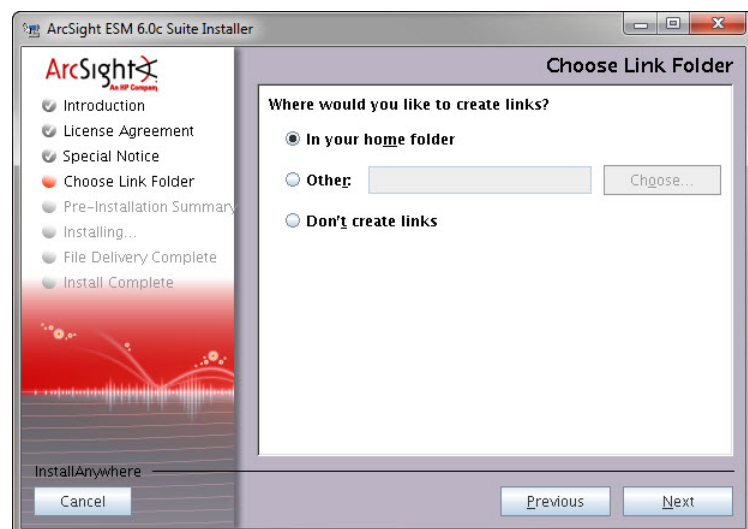 ArcSight ESM 6.0c Suite Installer
ArcSight
An HP Company
Choose Link Folder
Introduction
License Agreement
Special Notice
Choose Link Folder
Pre-Installation Summary
Installing...
File Delivery Complete
Install Complete
Where would you like to create links?
In your home folder
Other:
Choose...
Don't create links
InstallAnywhere
Cancel
Previous
Next